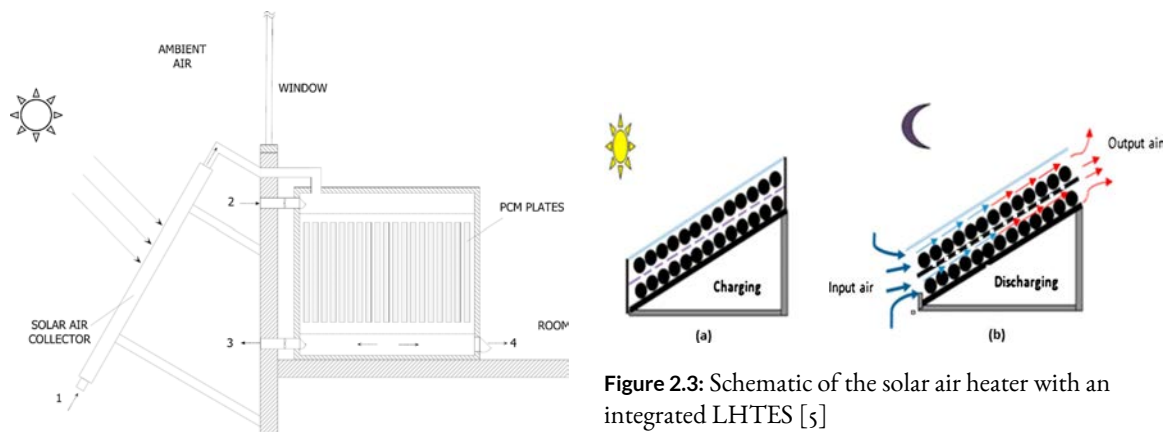 AMBIENT
AIR
WINDOW
2
PCM PLATES
SOLAR AIR
COLLECTOR
ROOM
3
4
1
Output air
Input air
Charging
Discharging
(a)
(b)
Figure 2.3: Schematic of the solar air heater with an
integrated LHTES [5]